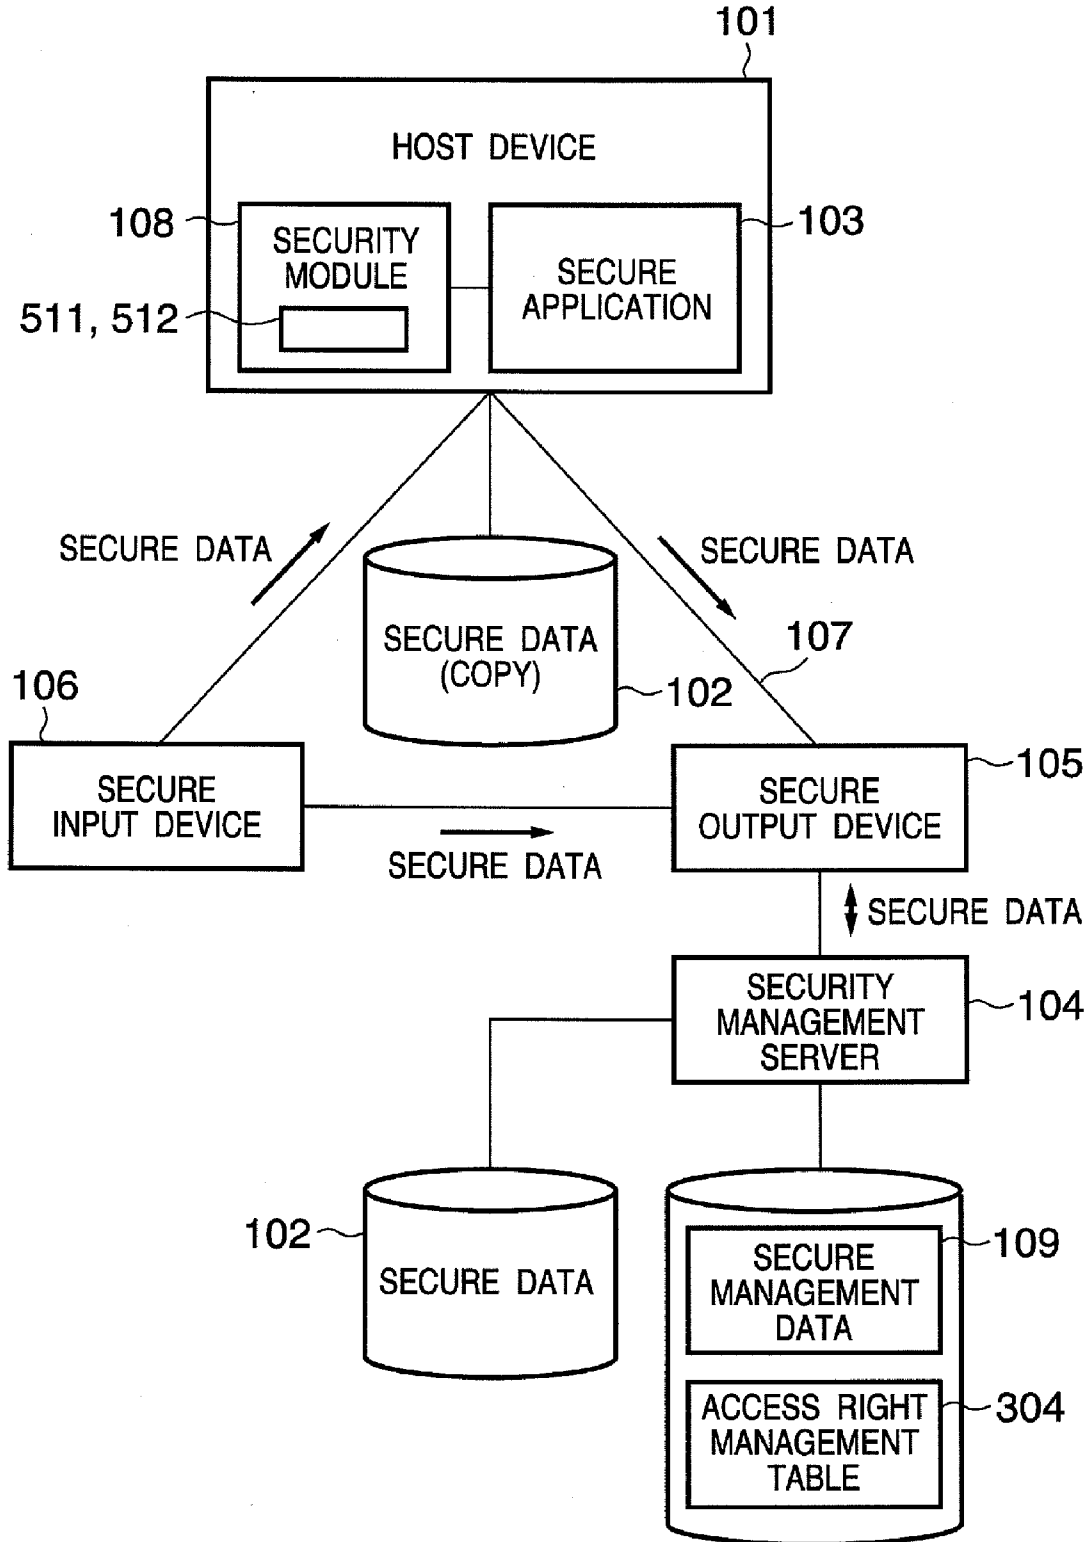 101
HOST DEVICE
108
SECURITY
MODULE
511, 512
103
SECURE
APPLICATION
SECURE DATA
SECURE DATA
SECURE DATA
(COPY)
102
107
106
SECURE
INPUT DEVICE
105
SECURE
OUTPUT DEVICE
SECURE DATA
SECURE DATA
SECURITY
MANAGEMENT
SERVER
104
102
SECURE DATA
SECURE
MANAGEMENT
DATA
109
ACCESS RIGHT
MANAGEMENT
TABLE
304